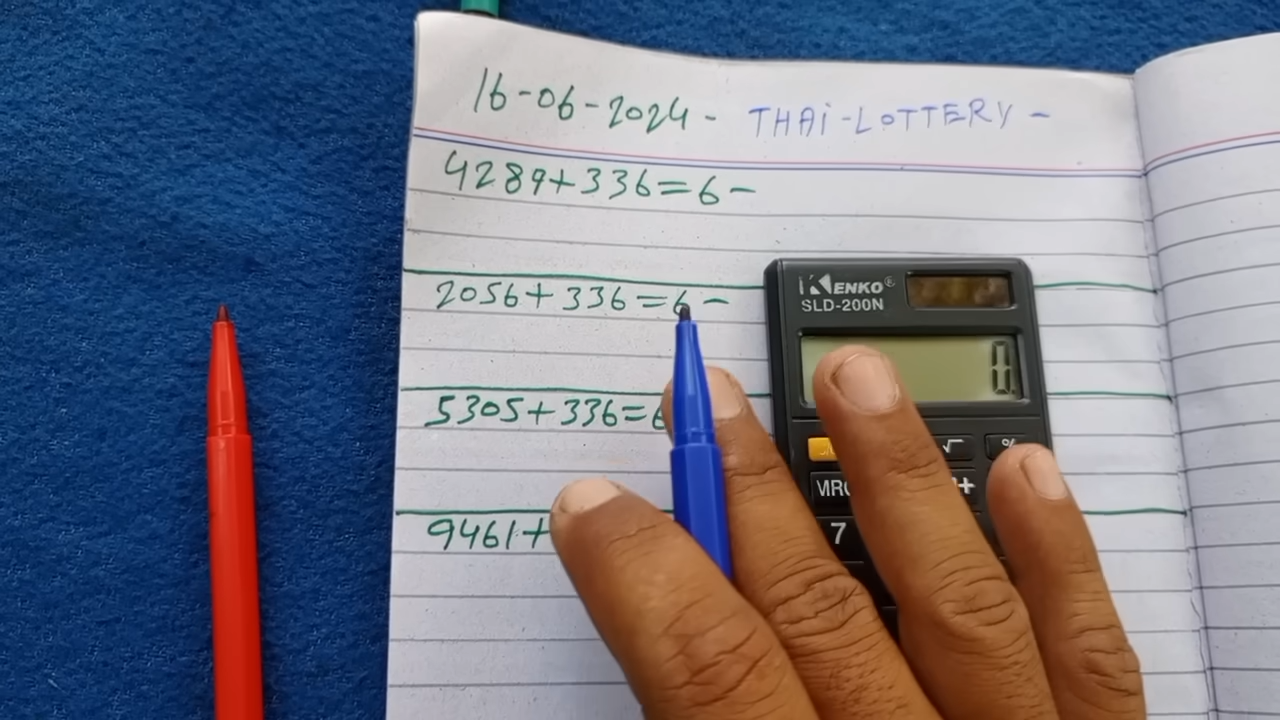 16-06-2024- THAi-LOTTERY-
4289+336=6-
2056+336=6-
5305+336=6
9461+
KENKO®
SLD-200N
0.
√ %
MRC
7